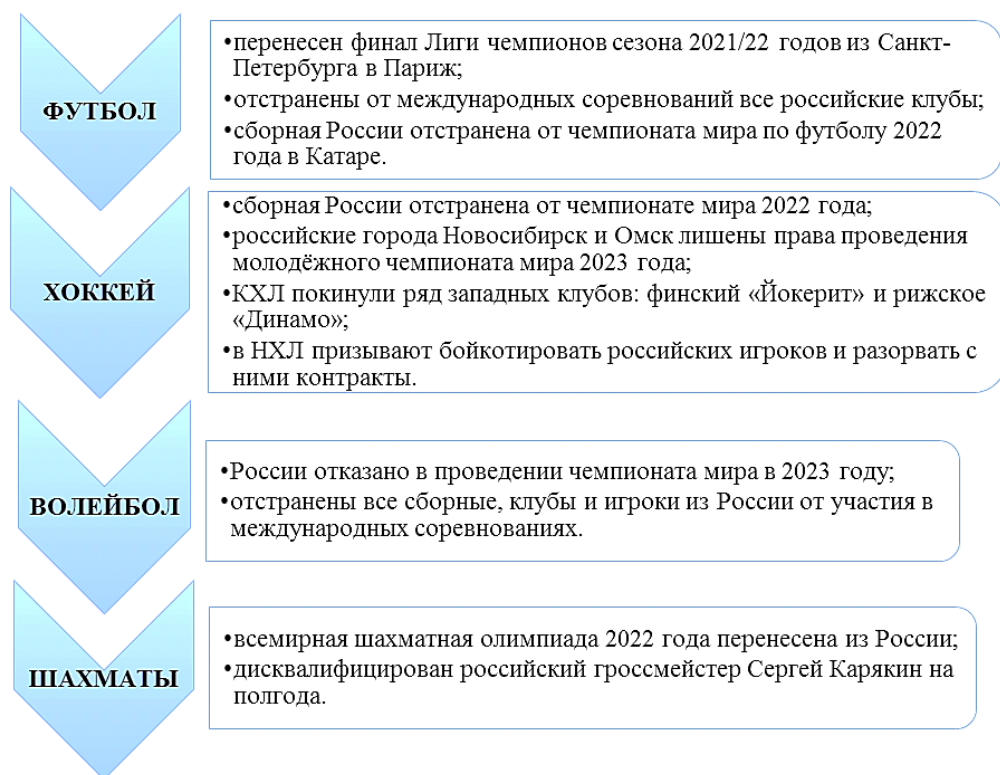 ФУТБОЛ
•перенесен финал Лиги чемпионов сезона 2021/22 годов из Санкт-
Петербурга в Париж;
•отстранены от международных соревнований все российские клубы;
•сборная России отстранена от чемпионата мира по футболу 2022
года в Катаре.
ХОККЕЙ
•сборная России отстранена от чемпионате мира 2022 года;
•российские города Новосибирск и Омск лишены права проведения
молодёжного чемпионата мира 2023 года;
•КХЛ покинули ряд западных клубов: финский «Йокерит» и рижское
«Динамо»;
•в НХЛ призывают бойкотировать российских игроков и разорвать с
ними контракты.
ВОЛЕЙБОЛ
•России отказано в проведении чемпионата мира в 2023 году;
•отстранены все сборные, клубы и игроки из России от участия в
международных соревнованиях.
ШАХМАТЫ
•всемирная шахматная олимпиада 2022 года перенесена из России;
•дисквалифицирован российский гроссмейстер Сергей Карякин на
полгода.